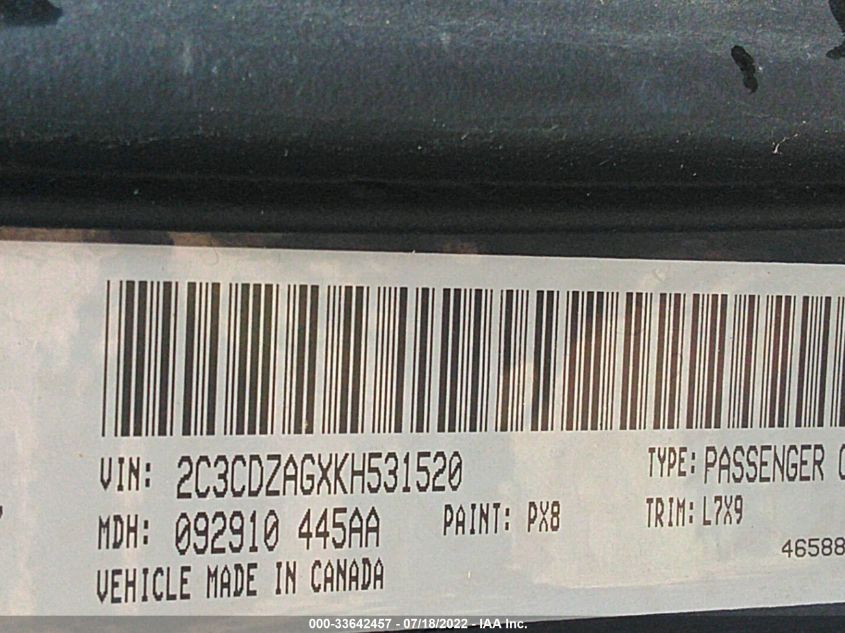 VIN: 2C3CDZAGXKH531520 TYPE: PASSENGER
MDH: 092910 445AA PAINT: PX8 TRIM: L7X9
VEHICLE MADE IN CANADA 46588
000-33642457 - 07/18/2022 - IAA Inc.